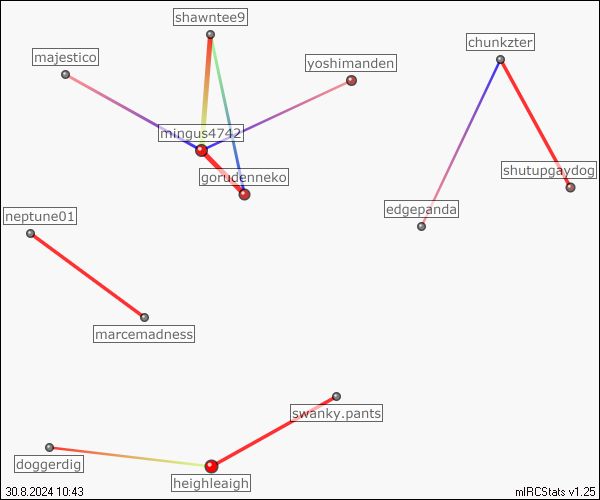 shawntee9
chunkzter
majestico
yoshimanden
mingus4742
shutupgaydog
gorudenneko
edgepanda
neptune01
marcemadness
swanky.pants
doggerdig
heighleaigh
30.8.2024 10:43
mIRCStats v1.25